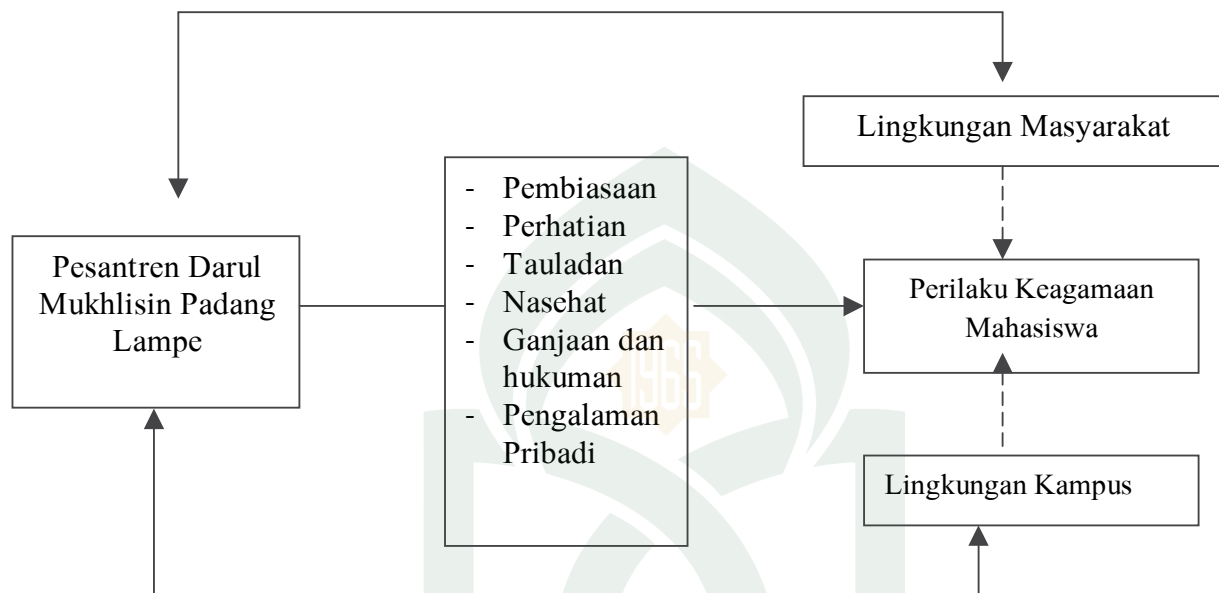 Lingkungan Masyarakat
- Pembiasaan
- Perhatian
- Tauladan
- Nasehat
- Ganjaan dan
hukuman
- Pengalaman
Pribadi
Pesantren Darul
Mukhlisin Padang
Lampe
Perilaku Keagamaan
Mahasiswa
Lingkungan Kampus
1965